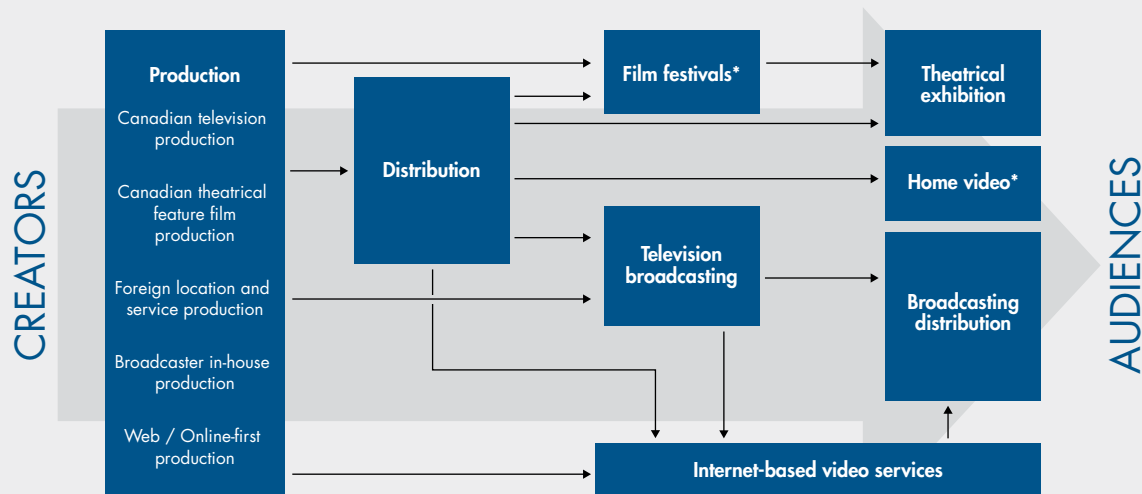 CREATORS
Production
Canadian television
production
Canadian theatrical
feature film
production
Foreign location and
service production
Broadcaster in-house
production
Web / Online-first
production
Distribution
Film festivals*
Television
broadcasting
Internet-based video services
Theatrical
exhibition
Home video*
Broadcasting
distribution
AUDIENCES